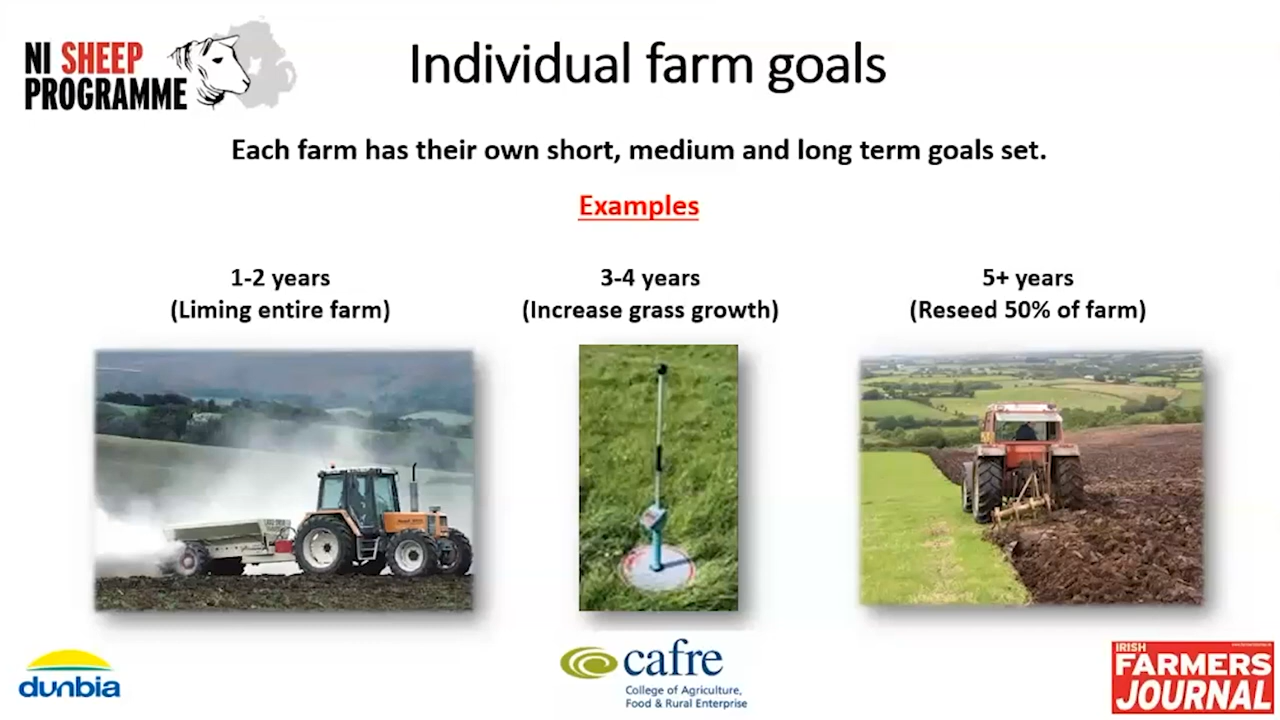 NI SHEEP
PROGRAMME
Individual farm goals
Each farm has their own short, medium and long term goals set.
Examples
1-2 years
(Liming entire farm)
3-4 years
(Increase grass growth)
5+ years
(Reseed 50% of farm)
dunbia
cafre
College of Agriculture,
Food & Rural Enterprise
IRISH
FARMERS
JOURNAL